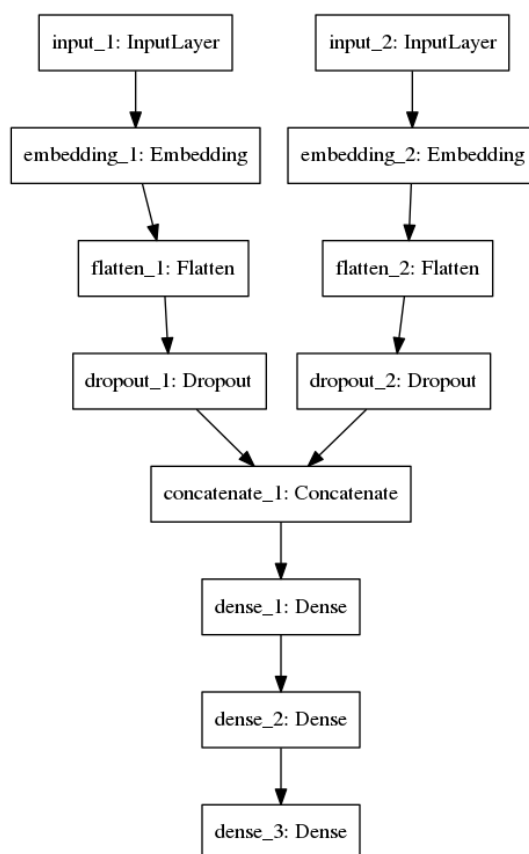 input_1: InputLayer
input_2: InputLayer
embedding_1: Embedding
embedding_2: Embedding
flatten_1: Flatten
flatten_2: Flatten
dropout_1: Dropout
dropout_2: Dropout
concatenate_1: Concatenate
dense_1: Dense
dense_2: Dense
dense_3: Dense